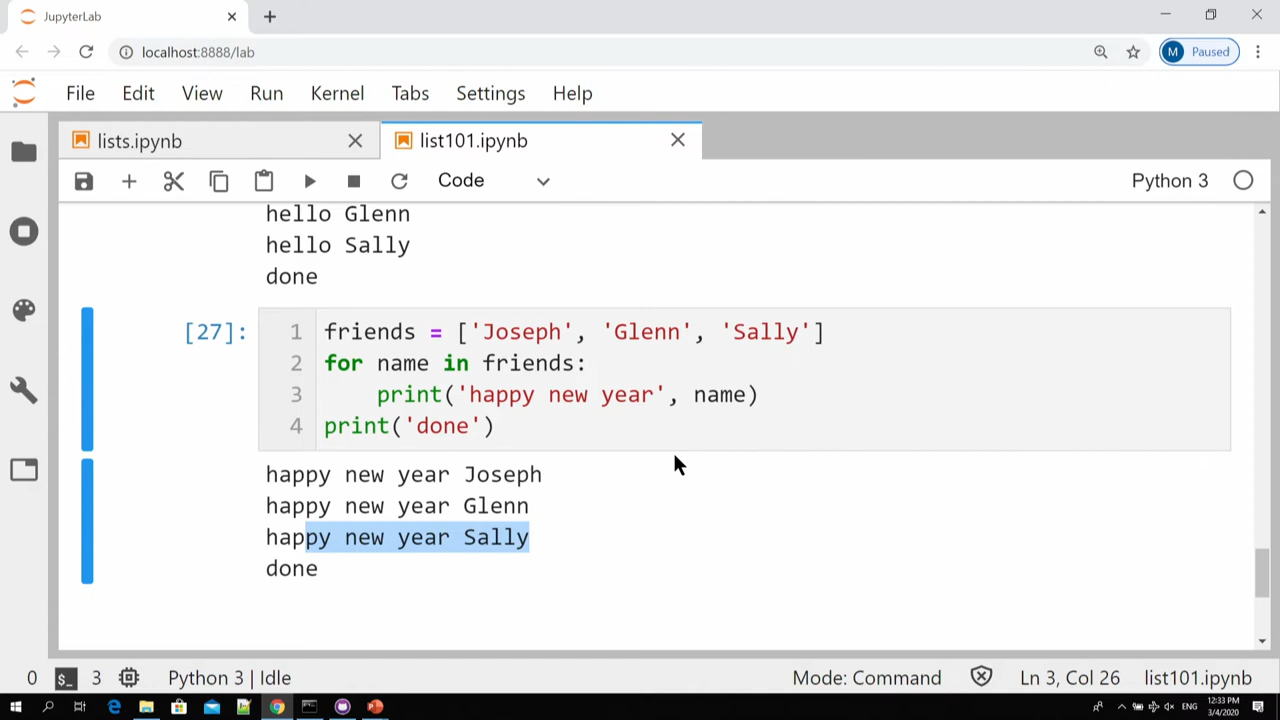 JupyterLab
localhost:8888/lab
M Paused
File Edit View Run Kernel Tabs Settings Help
lists.ipynb
list101.ipynb
Code
Python 3
hello Glenn
hello Sally
done
[27]:
1 friends = ['Joseph', 'Glenn', 'Sally']
2 for name in friends:
3     print('happy new year', name)
4 print('done')
happy new year Joseph
happy new year Glenn
happy new year Sally
done
0 $_ 3 Python 3 | Idle Mode: Command Ln 3, Col 26 list101.ipynb
ENG
12:33 PM
3/4/2020